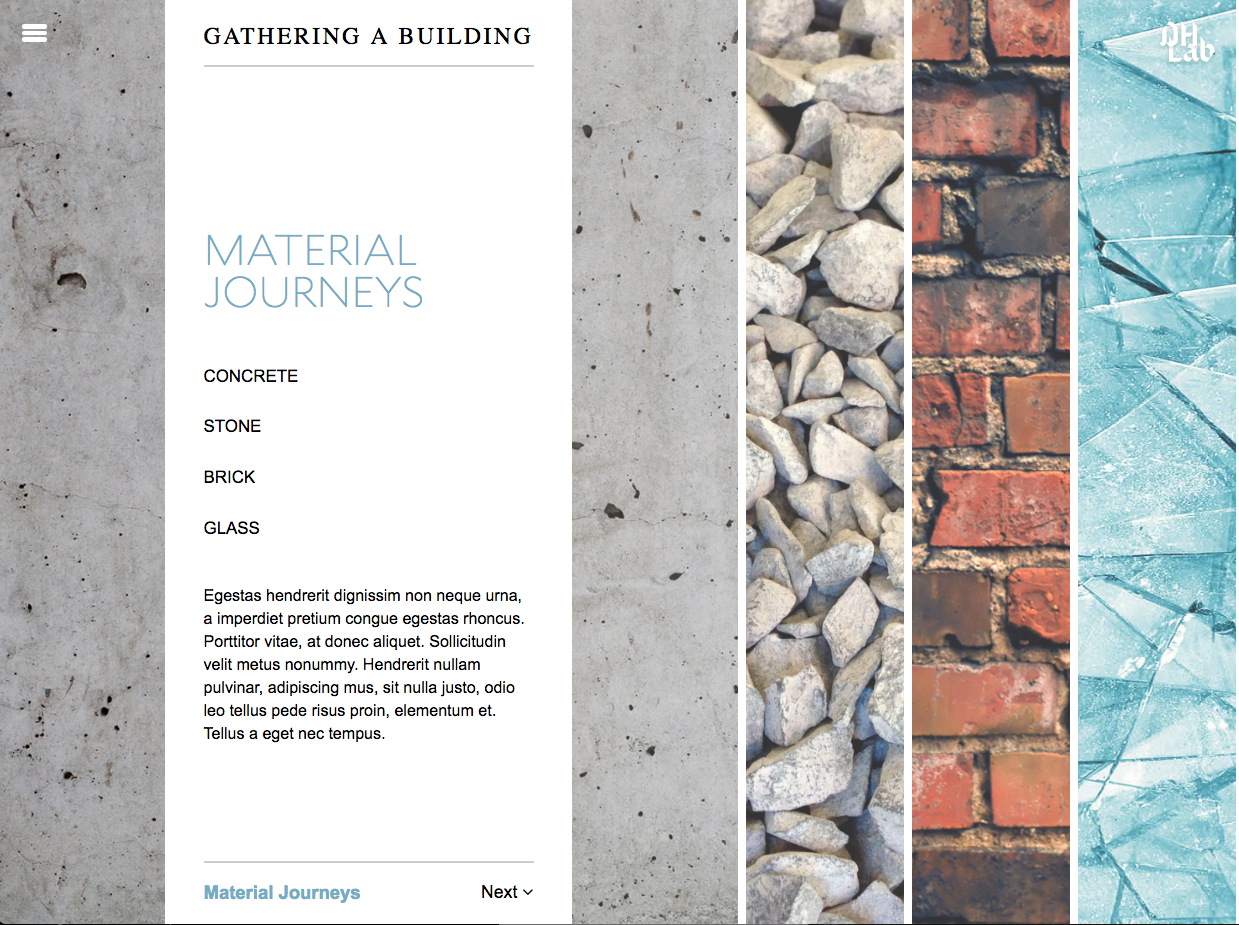 GATHERING A BUILDING
DH
Lab
MATERIAL
JOURNEYS
CONCRETE
STONE
BRICK
GLASS
Egestas hendrerit dignissim non neque urna,
a imperdiet pretium congue egestas rhoncus.
Porttitor vitae, at donec aliquet. Sollicitudin
velit metus nonummy. Hendrerit nullam
pulvinar, adipiscing mus, sit nulla justo, odio
leo tellus pede risus proin, elementum et.
Tellus a eget nec tempus.
Material Journeys
Next